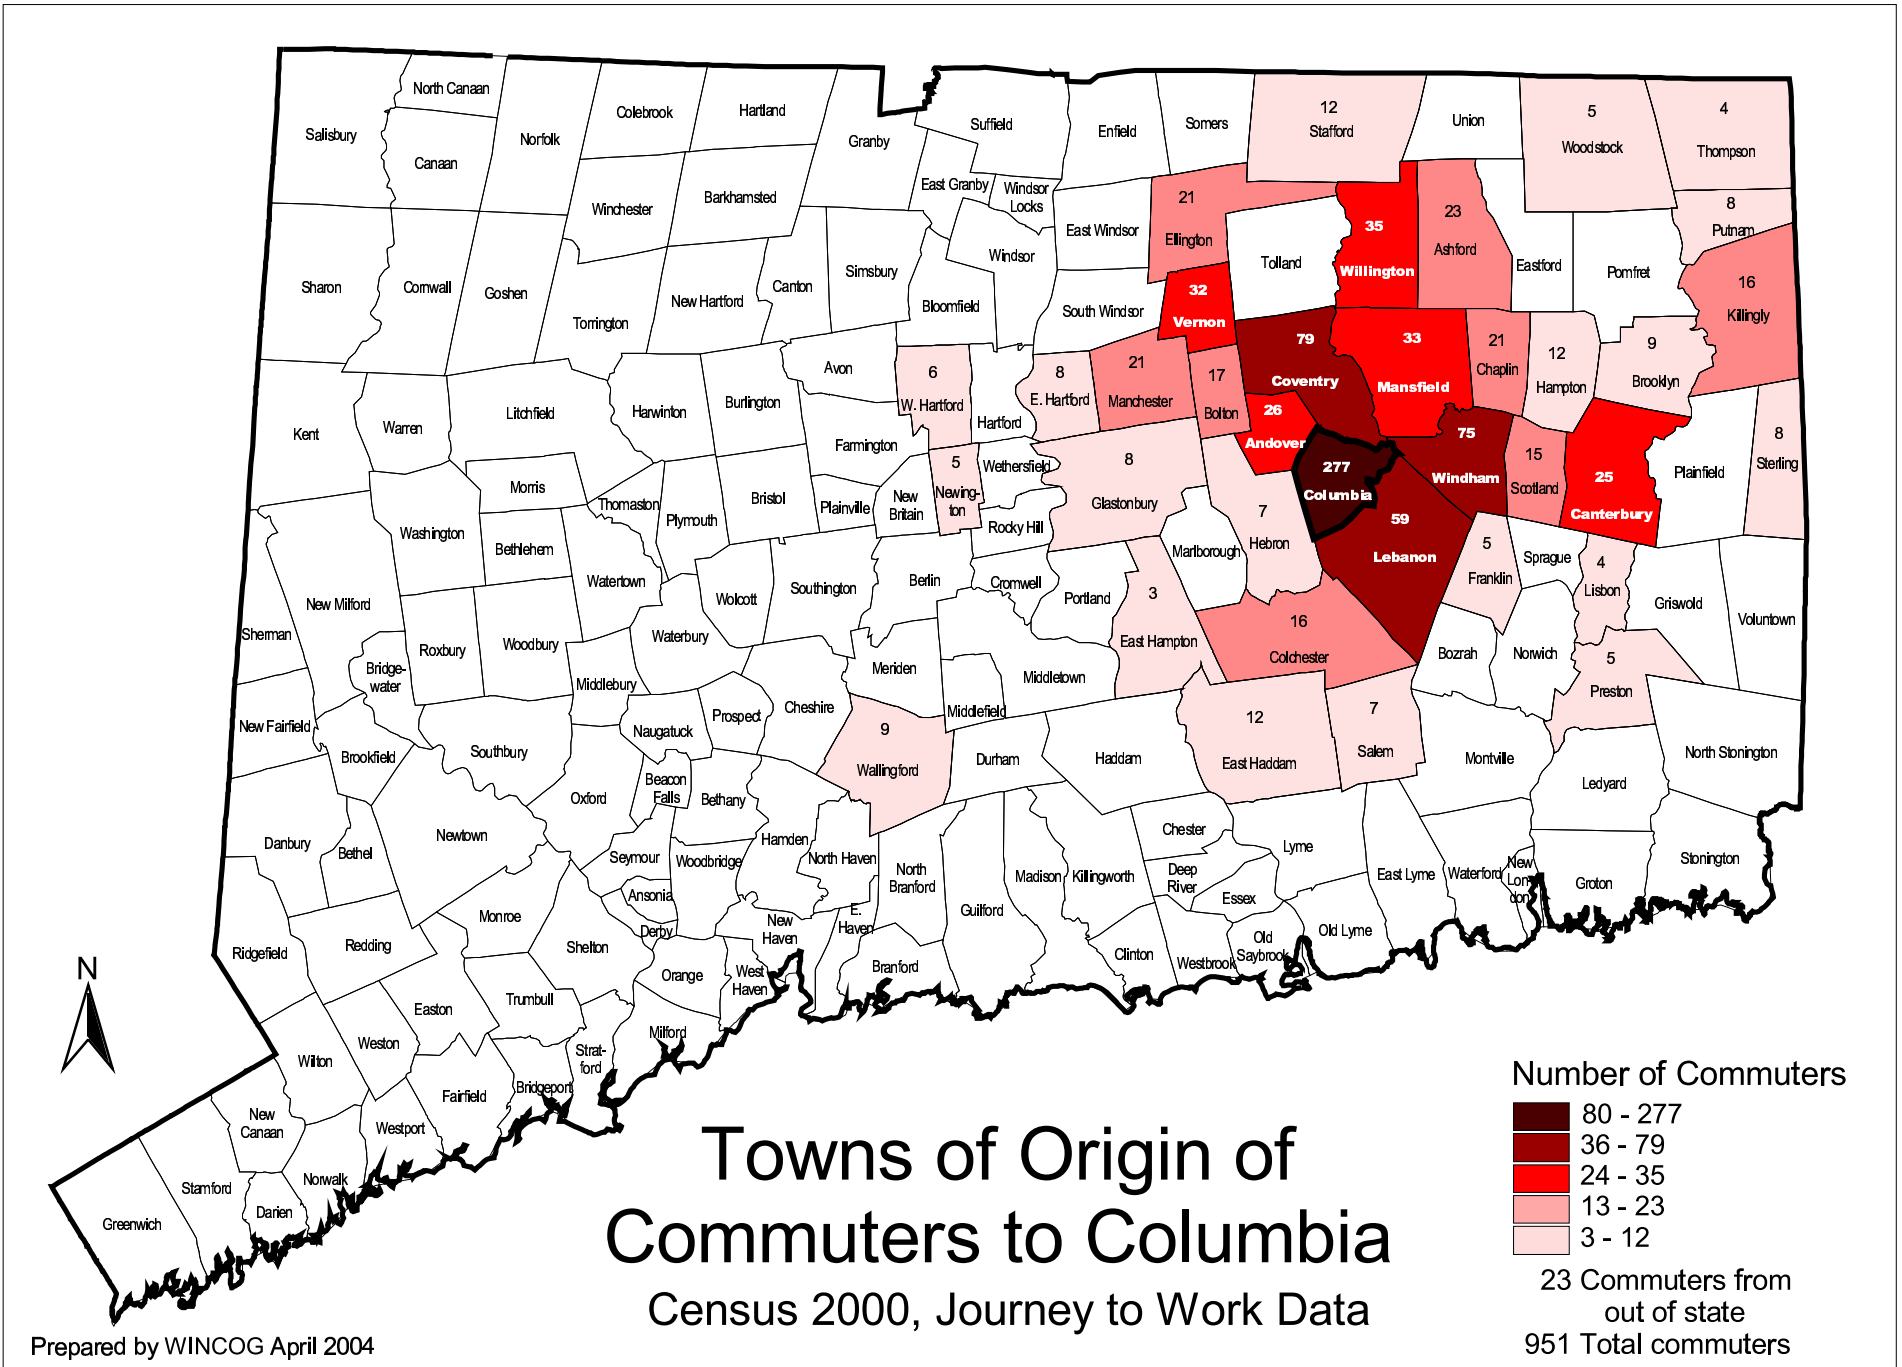 North Canaan
Colebrook
Hartland
Salisbury
Norfolk
Canaan
Granby
Suffield
Enfield
Somers
12
Stafford
Union
5
Woodstock
4
Thompson
East Granby
Windsor
Locks
Barkhamsted
Winchester
East Windsor
21
Ellington
35
Willington
23
Ashford
8
Putnam
Windsor
Tolland
Eastford
Pomfret
Simsbury
Sharon
Cornwall
Goshen
New Hartford
Canton
Bloomfield
South Windsor
32
Vernon
16
Killingly
Torrington
79
Coventry
33
Mansfield
21
Chaplin
12
Hampton
9
Brooklyn
Avon
6
W. Hartford
8
E. Hartford
21
Manchester
17
Bolton
26
Andover
Hartford
Kent
Warren
Litchfield
Harwinton
Burlington
Farmington
75
Windham
15
Scotland
25
Canterbury
Plainfield
8
Sterling
277
Columbia
5
Newing-
ton
Wethersfield
8
Glastonbury
Morris
Thomaston
Plymouth
Bristol
Plainville
New
Britain
Rocky Hill
7
Hebron
59
Lebanon
Washington
Bethlehem
Watertown
Marlborough
5
Franklin
Sprague
4
Lisbon
Griswold
Voluntown
Wolcott
Southington
Berlin
Cromwell
Portland
3
East Hampton
16
Colchester
New Milford
Sherman
Roxbury
Woodbury
Waterbury
Bridge-
water
Middlebury
Meriden
Middletown
Middlefield
Bozrah
Norwich
5
Preston
New Fairfield
Brookfield
Southbury
Naugatuck
Prospect
Cheshire
9
Wallingford
Durham
Haddam
12
East Haddam
7
Salem
Montville
North Stonington
Ledyard
Oxford
Beacon
Falls
Bethany
Danbury
Bethel
Newtown
Seymour
Woodbridge
Hamden
North Haven
North
Branford
Madison
Killingworth
Chester
Deep
River
Essex
Lyme
East Lyme
Waterford
New
Lon-
don
Groton
Stonington
Ansonia
Derby
Monroe
Shelton
New
Haven
E.
Haven
Guilford
Clinton
Westbrook
Old
Saybrook
Old Lyme
Ridgefield
Redding
Orange
West
Haven
Branford
Easton
Trumbull
Milford
Wilton
Weston
Strat-
ford
Fairfield
Bridgeport
New
Canaan
Westport
Stamford
Norwalk
Darien
Greenwich
N
Towns of Origin of
Commuters to Columbia
Census 2000, Journey to Work Data
Number of Commuters
80 - 277
36 - 79
24 - 35
13 - 23
3 - 12
23 Commuters from
out of state
951 Total commuters
Prepared by WINCOG April 2004